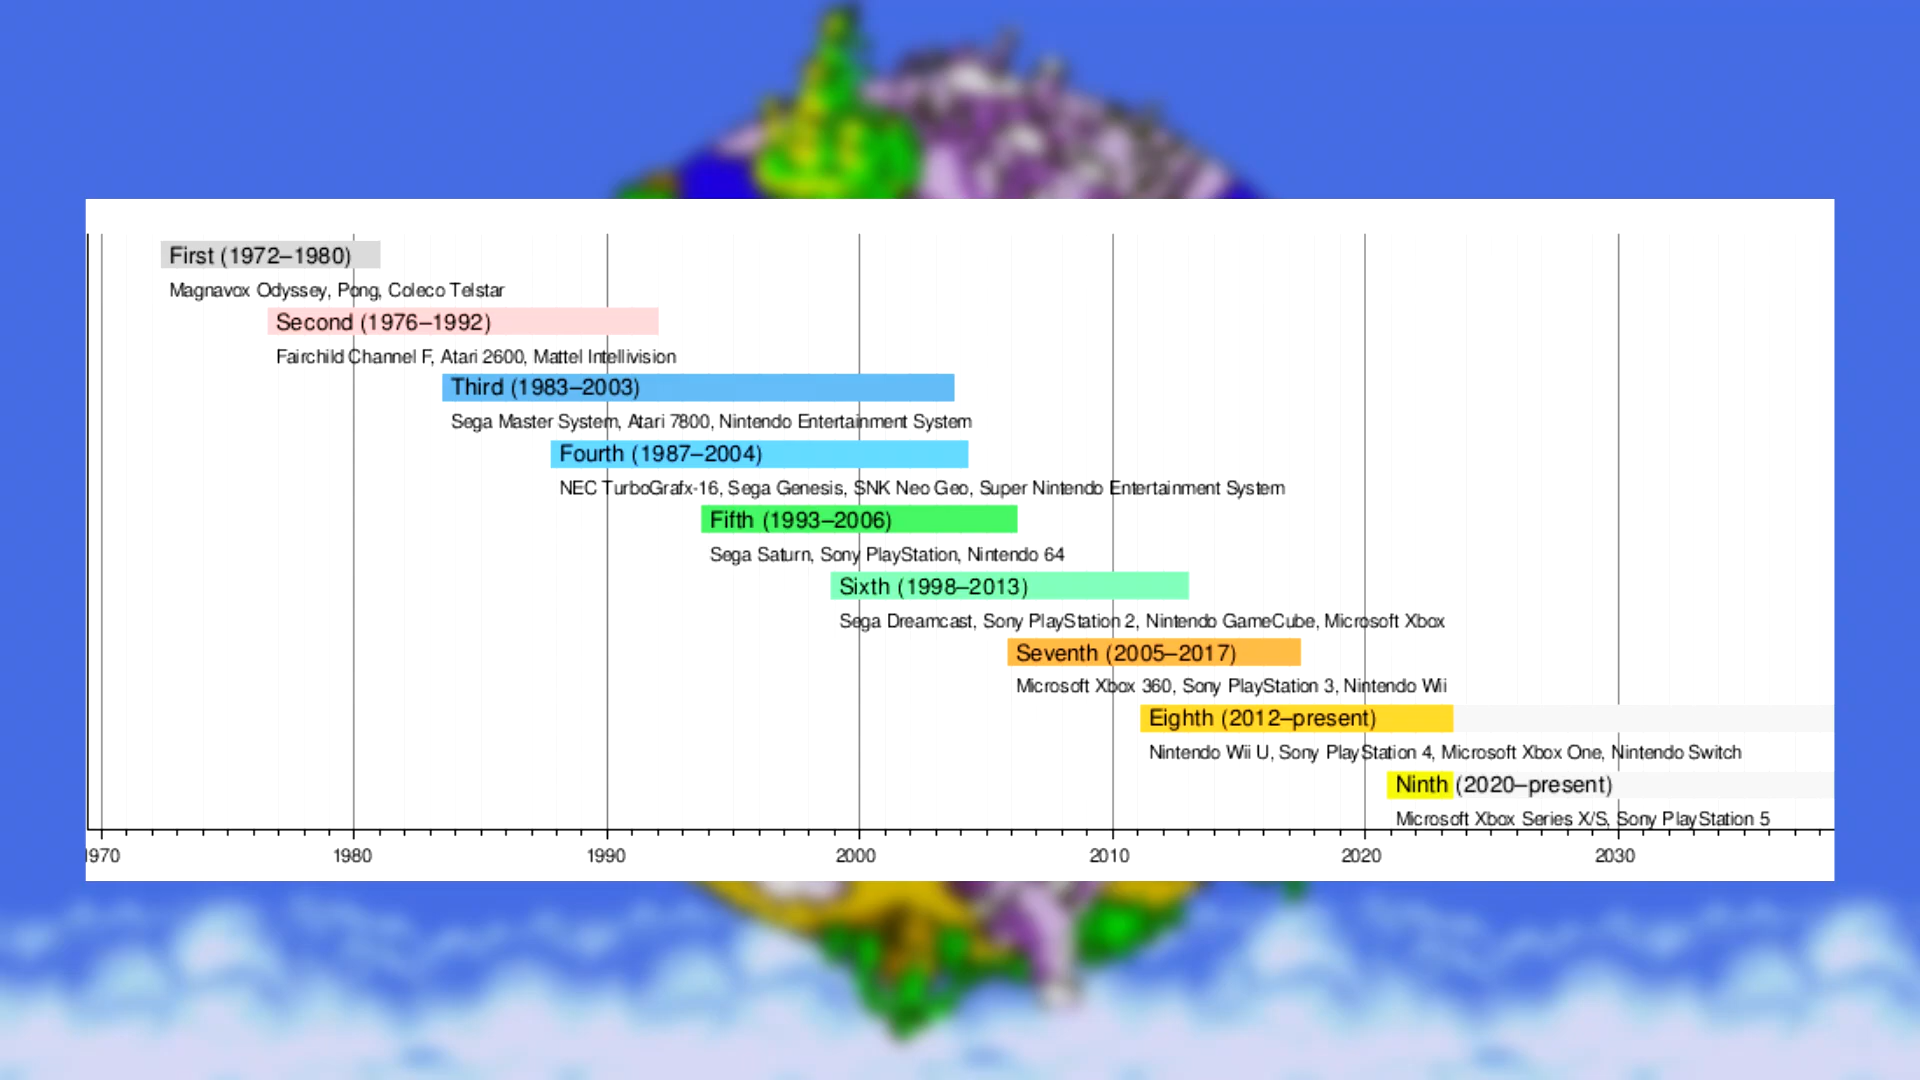 First (1972–1980)
Magnavox Odyssey, Pong, Coleco Telstar
Second (1976–1992)
Fairchild Channel F, Atari 2600, Mattel Intellivision
Third (1983–2003)
Sega Master System, Atari 7800, Nintendo Entertainment System
Fourth (1987–2004)
NEC TurboGrafx-16, Sega Genesis, SNK Neo Geo, Super Nintendo Entertainment System
Fifth (1993–2006)
Sega Saturn, Sony PlayStation, Nintendo 64
Sixth (1998–2013)
Sega Dreamcast, Sony PlayStation 2, Nintendo GameCube, Microsoft Xbox
Seventh (2005–2017)
Microsoft Xbox 360, Sony PlayStation 3, Nintendo Wii
Eighth (2012–present)
Nintendo Wii U, Sony PlayStation 4, Microsoft Xbox One, Nintendo Switch
Ninth (2020–present)
Microsoft Xbox Series X/S, Sony PlayStation 5
1970 1980 1990 2000 2010 2020 2030